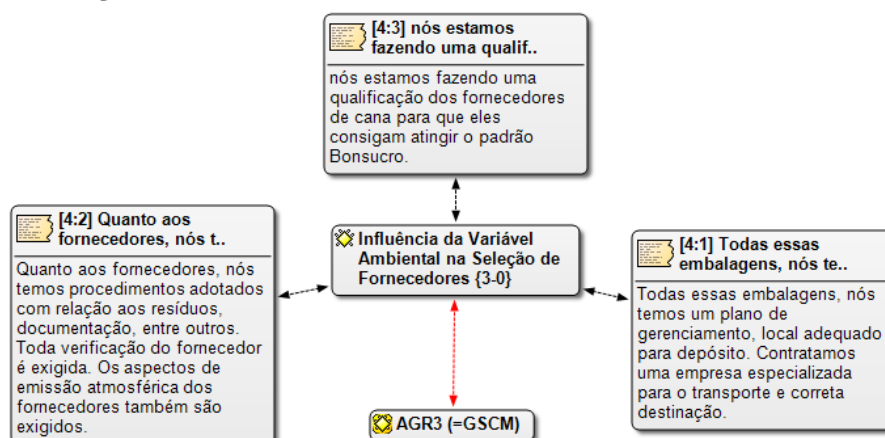 [4:3] nós estamos
fazendo uma qualif..
nós estamos fazendo uma
qualificação dos fornecedores
de cana para que eles
consigam atingir o padrão
Bonsucro.
[4:2] Quanto aos
fornecedores, nós t..
Quanto aos fornecedores, nós
temos procedimentos adotados
com relação aos resíduos,
documentação, entre outros.
Toda verificação do fornecedor
é exigida. Os aspectos de
emissão atmosférica dos
fornecedores também são
exigidos.
Influência da Variável
Ambiental na Seleção de
Fornecedores {3-0}
[4:1] Todas essas
embalagens, nós te..
Todas essas embalagens, nós
temos um plano de
gerenciamento, local adequado
para depósito. Contratamos
uma empresa especializada
para o transporte e correta
destinação.
AGR3 (=GSCM)